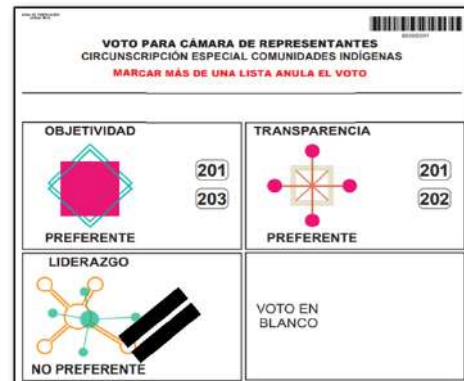 VOTO PARA CÁMARA DE REPRESENTANTES
CIRCUNSCRIPCIÓN ESPECIAL COMUNIDADES INDÍGENAS
MARCAR MÁS DE UNA LISTA ANULA EL VOTO
OBJETIVIDAD
201
203
PREFERENTE
TRANSPARENCIA
201
202
PREFERENTE
LIDERAZGO
NO PREFERENTE
VOTO EN
BLANCO